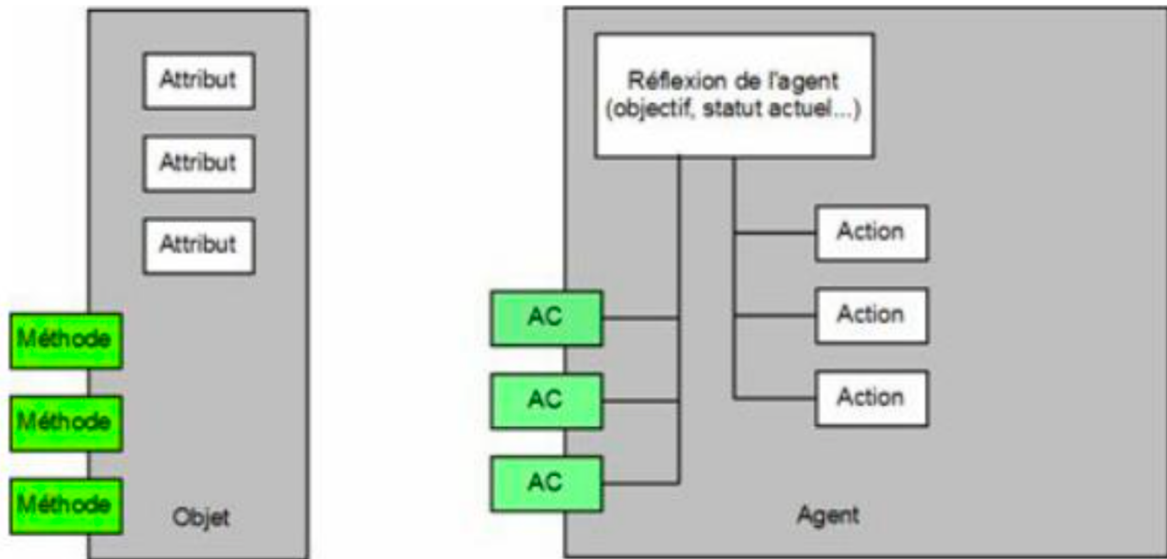 Attribut
Attribut
Attribut
Méthode
Méthode
Méthode
Objet
Réflexion de l'agent
(objectif, statut actuel...)
Action
Action
Action
AC
AC
AC
Agent